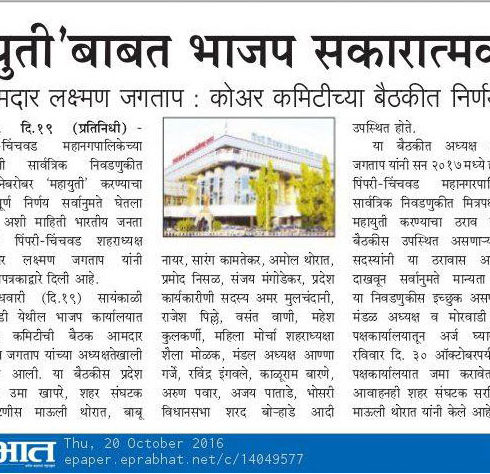 युती'बाबत भाजप सकारात्मक
मदार लक्ष्मण जगताप : कोअर कमिटीच्या बैठकीत निर्णय
दि.१९ (प्रतिनिधी) -
-चिंचवड महानगरपालिकेच्या
सार्वत्रिक निवडणुकीत
बरोबर 'महायुती' करण्याचा
पूर्ण निर्णय सर्वानुमते घेतला
अशी माहिती भारतीय जनता
पिंपरी-चिंचवड शहराध्यक्ष
र लक्ष्मण जगताप यांनी
पत्रकाद्वारे दिली आहे.
धवारी (दि.१९) सायंकाळी
डी येथील भाजप कार्यालयात
कमिटीची बैठक आमदार
जगताप यांच्या अध्यक्षतेखाली
आली. या बैठकीस प्रदेश
उमा खापरे, शहर संघटक
टणीस माऊली थोरात, बाबू
नायर, सारंग कामतेकर, अमोल थोरात,
प्रमोद निसळ, संजय मंगोडेकर, प्रदेश
कार्यकारीणी सदस्य अमर मुलचंदानी,
राजेश पिल्ले, वसंत वाणी, महेश
कुलकर्णी, महिला मोर्चा शहराध्यक्षा
शैला मोळक, मंडल अध्यक्ष आण्णा
गर्जे, रविंद्र इंगवले, काळूराम बारणे,
अरुण पवार, अजय पाताडे, भोसरी
विधानसभा शरद बोऱ्हाडे आदी
उपस्थित होते.
या बैठकीत अध्यक्ष
जगताप यांनी सन २०१७ मध्ये ह
पिंपरी-चिंचवड महानगरपा
सार्वत्रिक निवडणुकीत मित्रपक्ष
महायुती करण्याचा ठराव
बैठकीस उपस्थित असणाऱ्य
सदस्यांनी या ठरावास अ
दाखवून सर्वानुमते मान्यता
या निवडणुकीस इच्छुक अस
मंडळ अध्यक्ष व मोरवाडी
पक्षकार्यालयातून अर्ज घ्या
रविवार दि. ३० ऑक्टोबरपर्य
पक्षकार्यालयात जमा करावेत
आवाहनही शहर संघटक सरि
माऊली थोरात यांनी केले आहे
भात
Thu, 20 October 2016
epaper.eprabhat.net/c/14049577